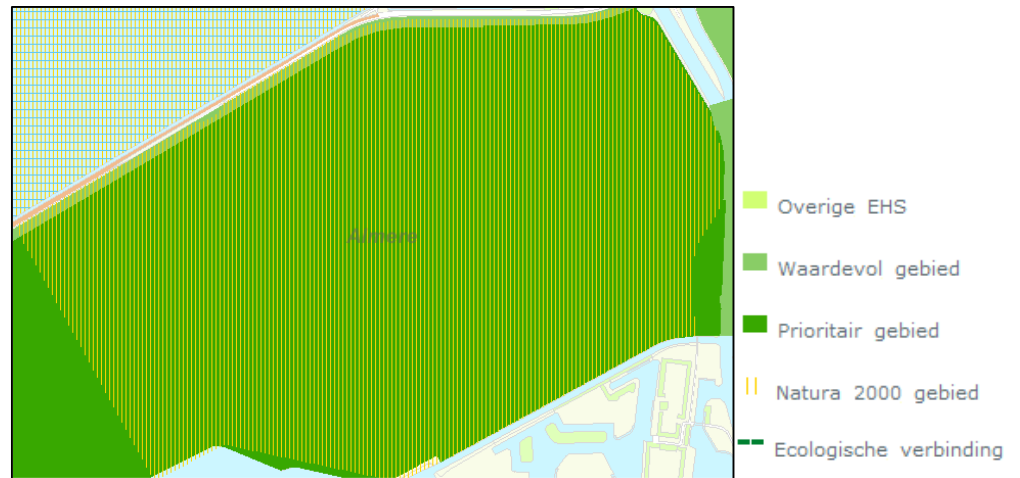 Almere
Overige EHS
Waardevol gebied
Prioritair gebied
Natura 2000 gebied
Ecologische verbinding